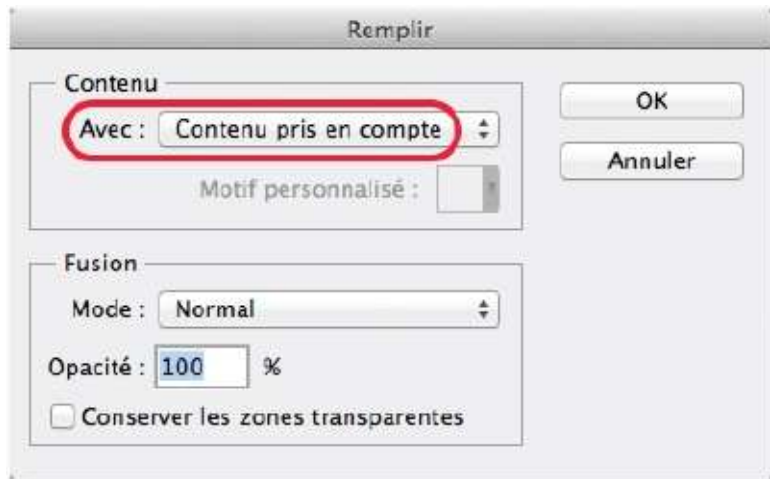 Remplir
Contenu
Avec : Contenu pris en compte
Motif personnalisé :
OK
Annuler
Fusion
Mode : Normal
Opacité : 100 %
Conserver les zones transparentes